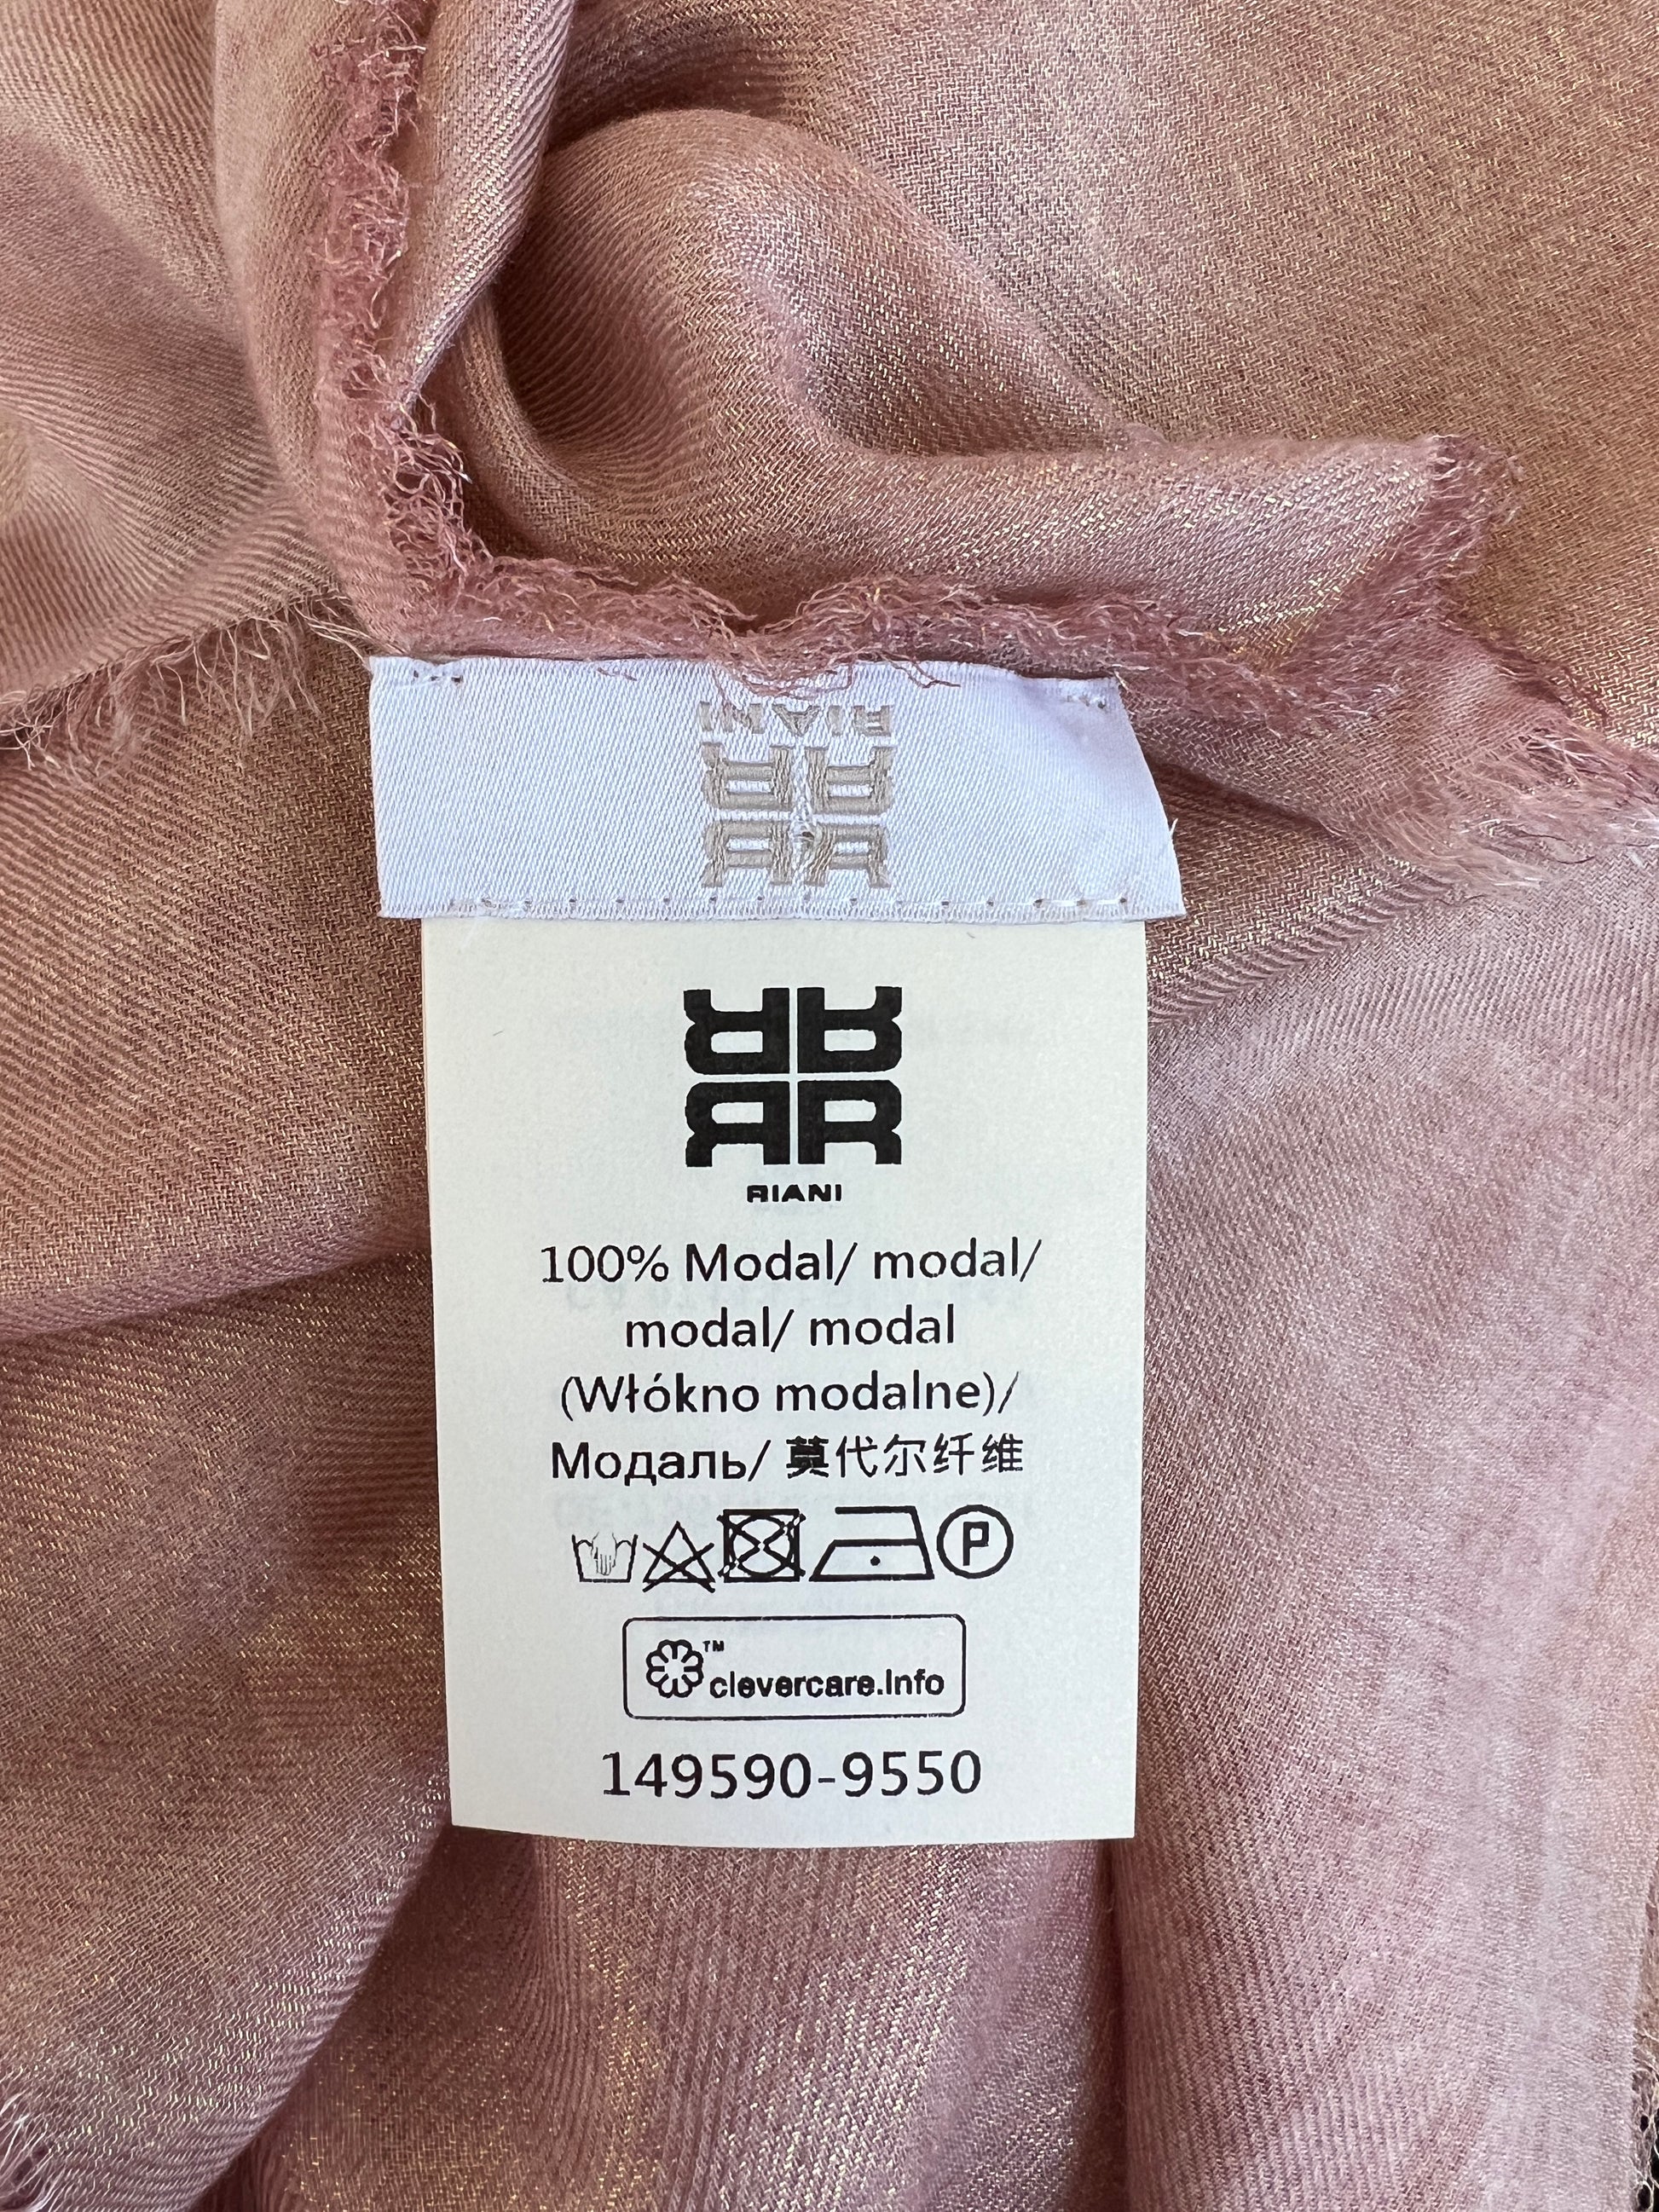 RIANI
RIANI
100% Modal/ modal/
modal/ modal
(Włókno modalne)/
Модаль/ 莫代尔纤维
P
™
clevercare.info
149590-9550